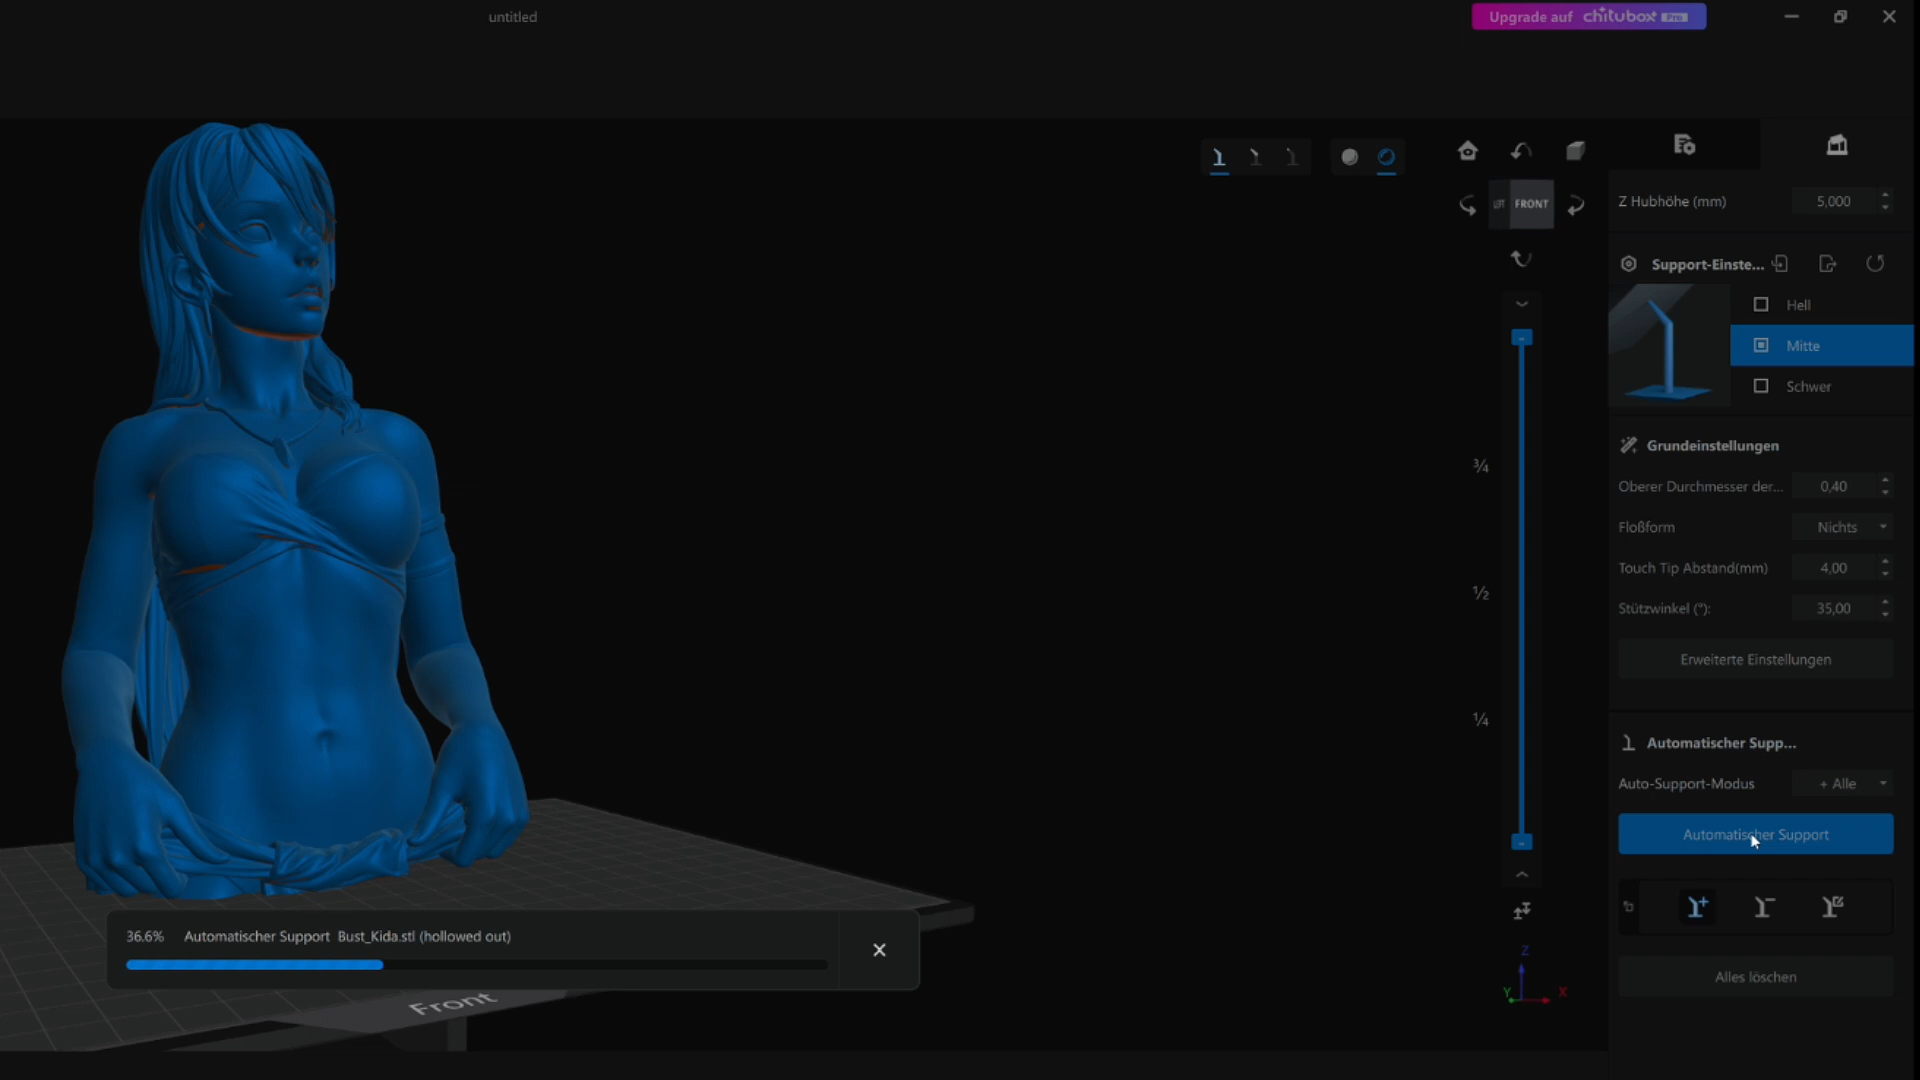 untitled
Upgrade auf chitubox Pro
LEFT FRONT
Z Hubhöhe (mm) 5,000
Support-Einste...
Hell
Mitte
Schwer
Grundeinstellungen
Oberer Durchmesser der... 0,40
Floßform Nichts
Touch Tip Abstand(mm) 4,00
Stützwinkel (°): 35,00
Erweiterte Einstellungen
Automatischer Supp...
Auto-Support-Modus + Alle
Automatischer Support
Alles löschen
¾
½
¼
Z
Y X
36.6% Automatischer Support Bust_Kida.stl (hollowed out)
Front